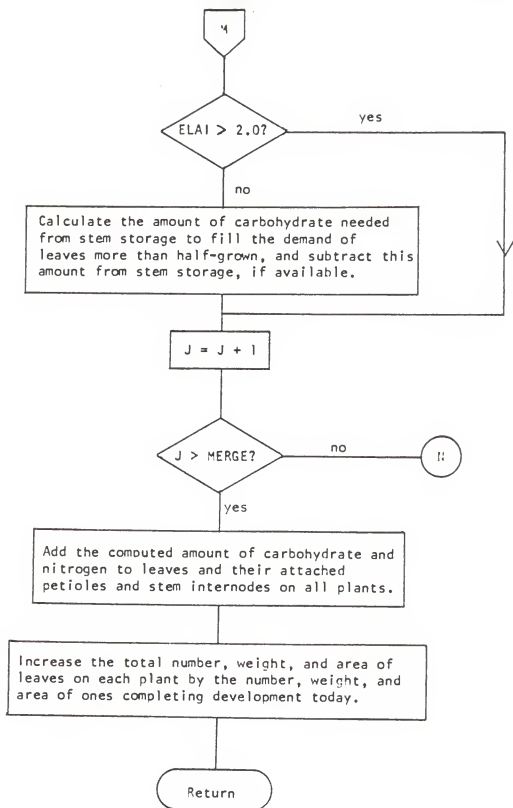 ELAI > 2.0?
yes
no
Calculate the amount of carbohydrate needed
from stem storage to fill the demand of
leaves more than half-grown, and subtract this
amount from stem storage, if available.
J = J + 1
J > MERGE?
no
yes
Add the computed amount of carbohydrate and
nitrogen to leaves and their attached
petioles and stem internodes on all plants.
Increase the total number, weight, and area of
leaves on each plant by the number, weight, and
area of ones completing development today.
Return